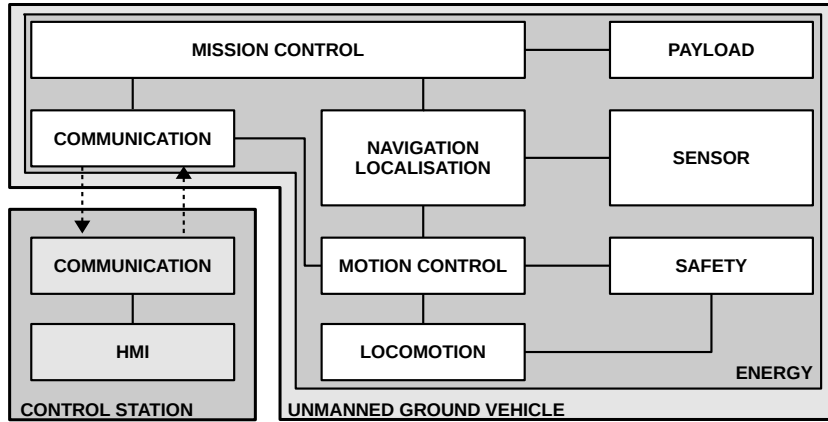 MISSION CONTROL
PAYLOAD
COMMUNICATION
NAVIGATION
LOCALISATION
SENSOR
COMMUNICATION
MOTION CONTROL
SAFETY
HMI
LOCOMOTION
ENERGY
CONTROL STATION
UNMANNED GROUND VEHICLE